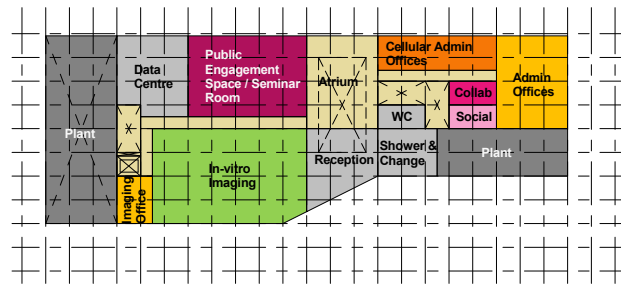 Plant
Data
Centre
Public
Engagement
Space / Seminar
Room
Atrium
Cellular Admin
Offices
Admin
Offices
Collab
Social
WC
Reception
Shower &
Change
Plant
In-vitro
Imaging
Imaging
Office